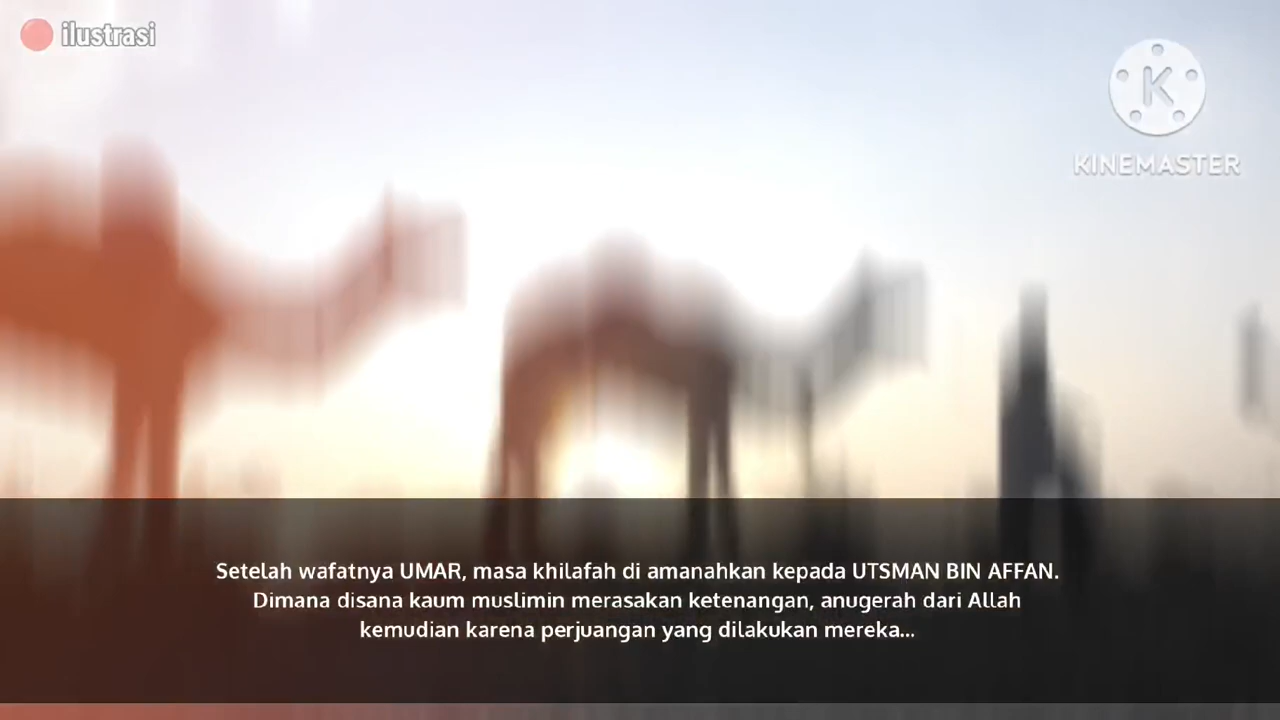 ilustrasi
KINEMASTER
Setelah wafatnya UMAR, masa khilafah di amanahkan kepada UTSMAN BIN AFFAN.
Dimana disana kaum muslimin merasakan ketenangan, anugerah dari Allah
kemudian karena perjuangan yang dilakukan mereka...